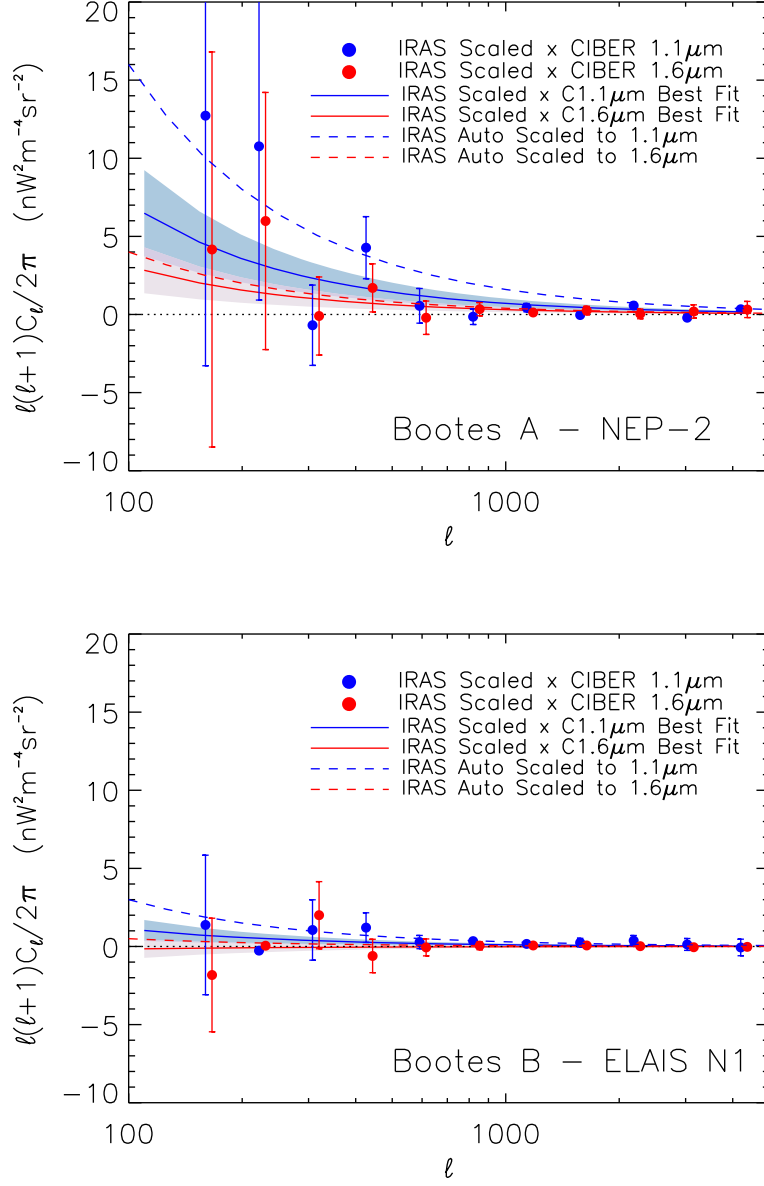 20
15
10
5
0
−5
−10
ℓ(ℓ+1)Cℓ/2π (nW²m⁻⁴sr⁻²)
IRAS Scaled x CIBER 1.1μm
IRAS Scaled x CIBER 1.6μm
IRAS Scaled x C1.1μm Best Fit
IRAS Scaled x C1.6μm Best Fit
IRAS Auto Scaled to 1.1μm
IRAS Auto Scaled to 1.6μm
Bootes A − NEP−2
100 1000
ℓ
20
15
10
5
0
−5
−10
ℓ(ℓ+1)Cℓ/2π (nW²m⁻⁴sr⁻²)
IRAS Scaled x CIBER 1.1μm
IRAS Scaled x CIBER 1.6μm
IRAS Scaled x C1.1μm Best Fit
IRAS Scaled x C1.6μm Best Fit
IRAS Auto Scaled to 1.1μm
IRAS Auto Scaled to 1.6μm
Bootes B − ELAIS N1
100 1000
ℓ